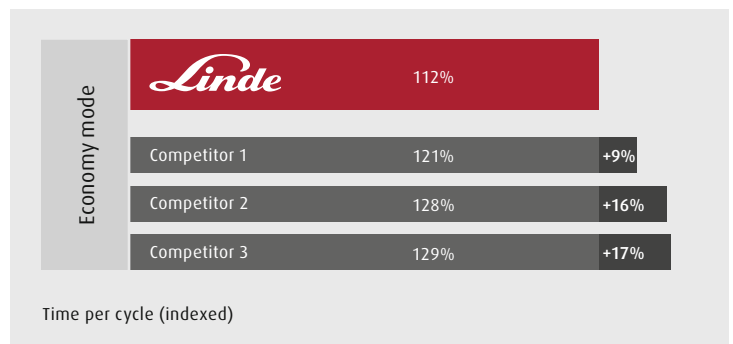 Economy mode
Linde 112%
Competitor 1 121% +9%
Competitor 2 128% +16%
Competitor 3 129% +17%
Time per cycle (indexed)